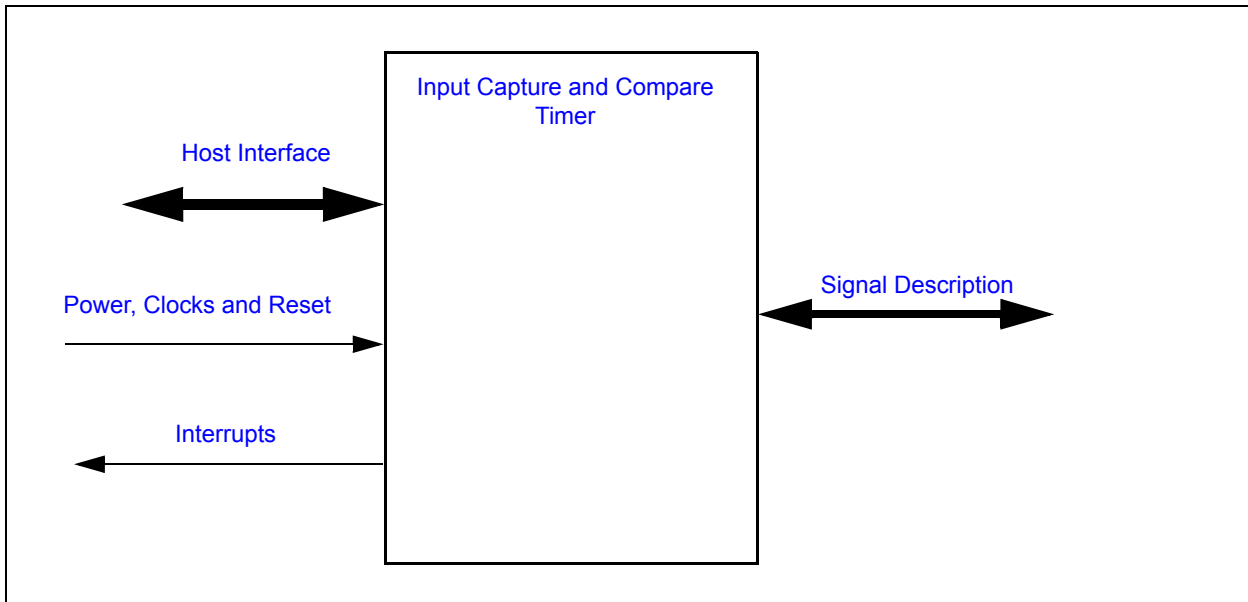 Input Capture and Compare
Timer
Host Interface
Signal Description
Power, Clocks and Reset
Interrupts